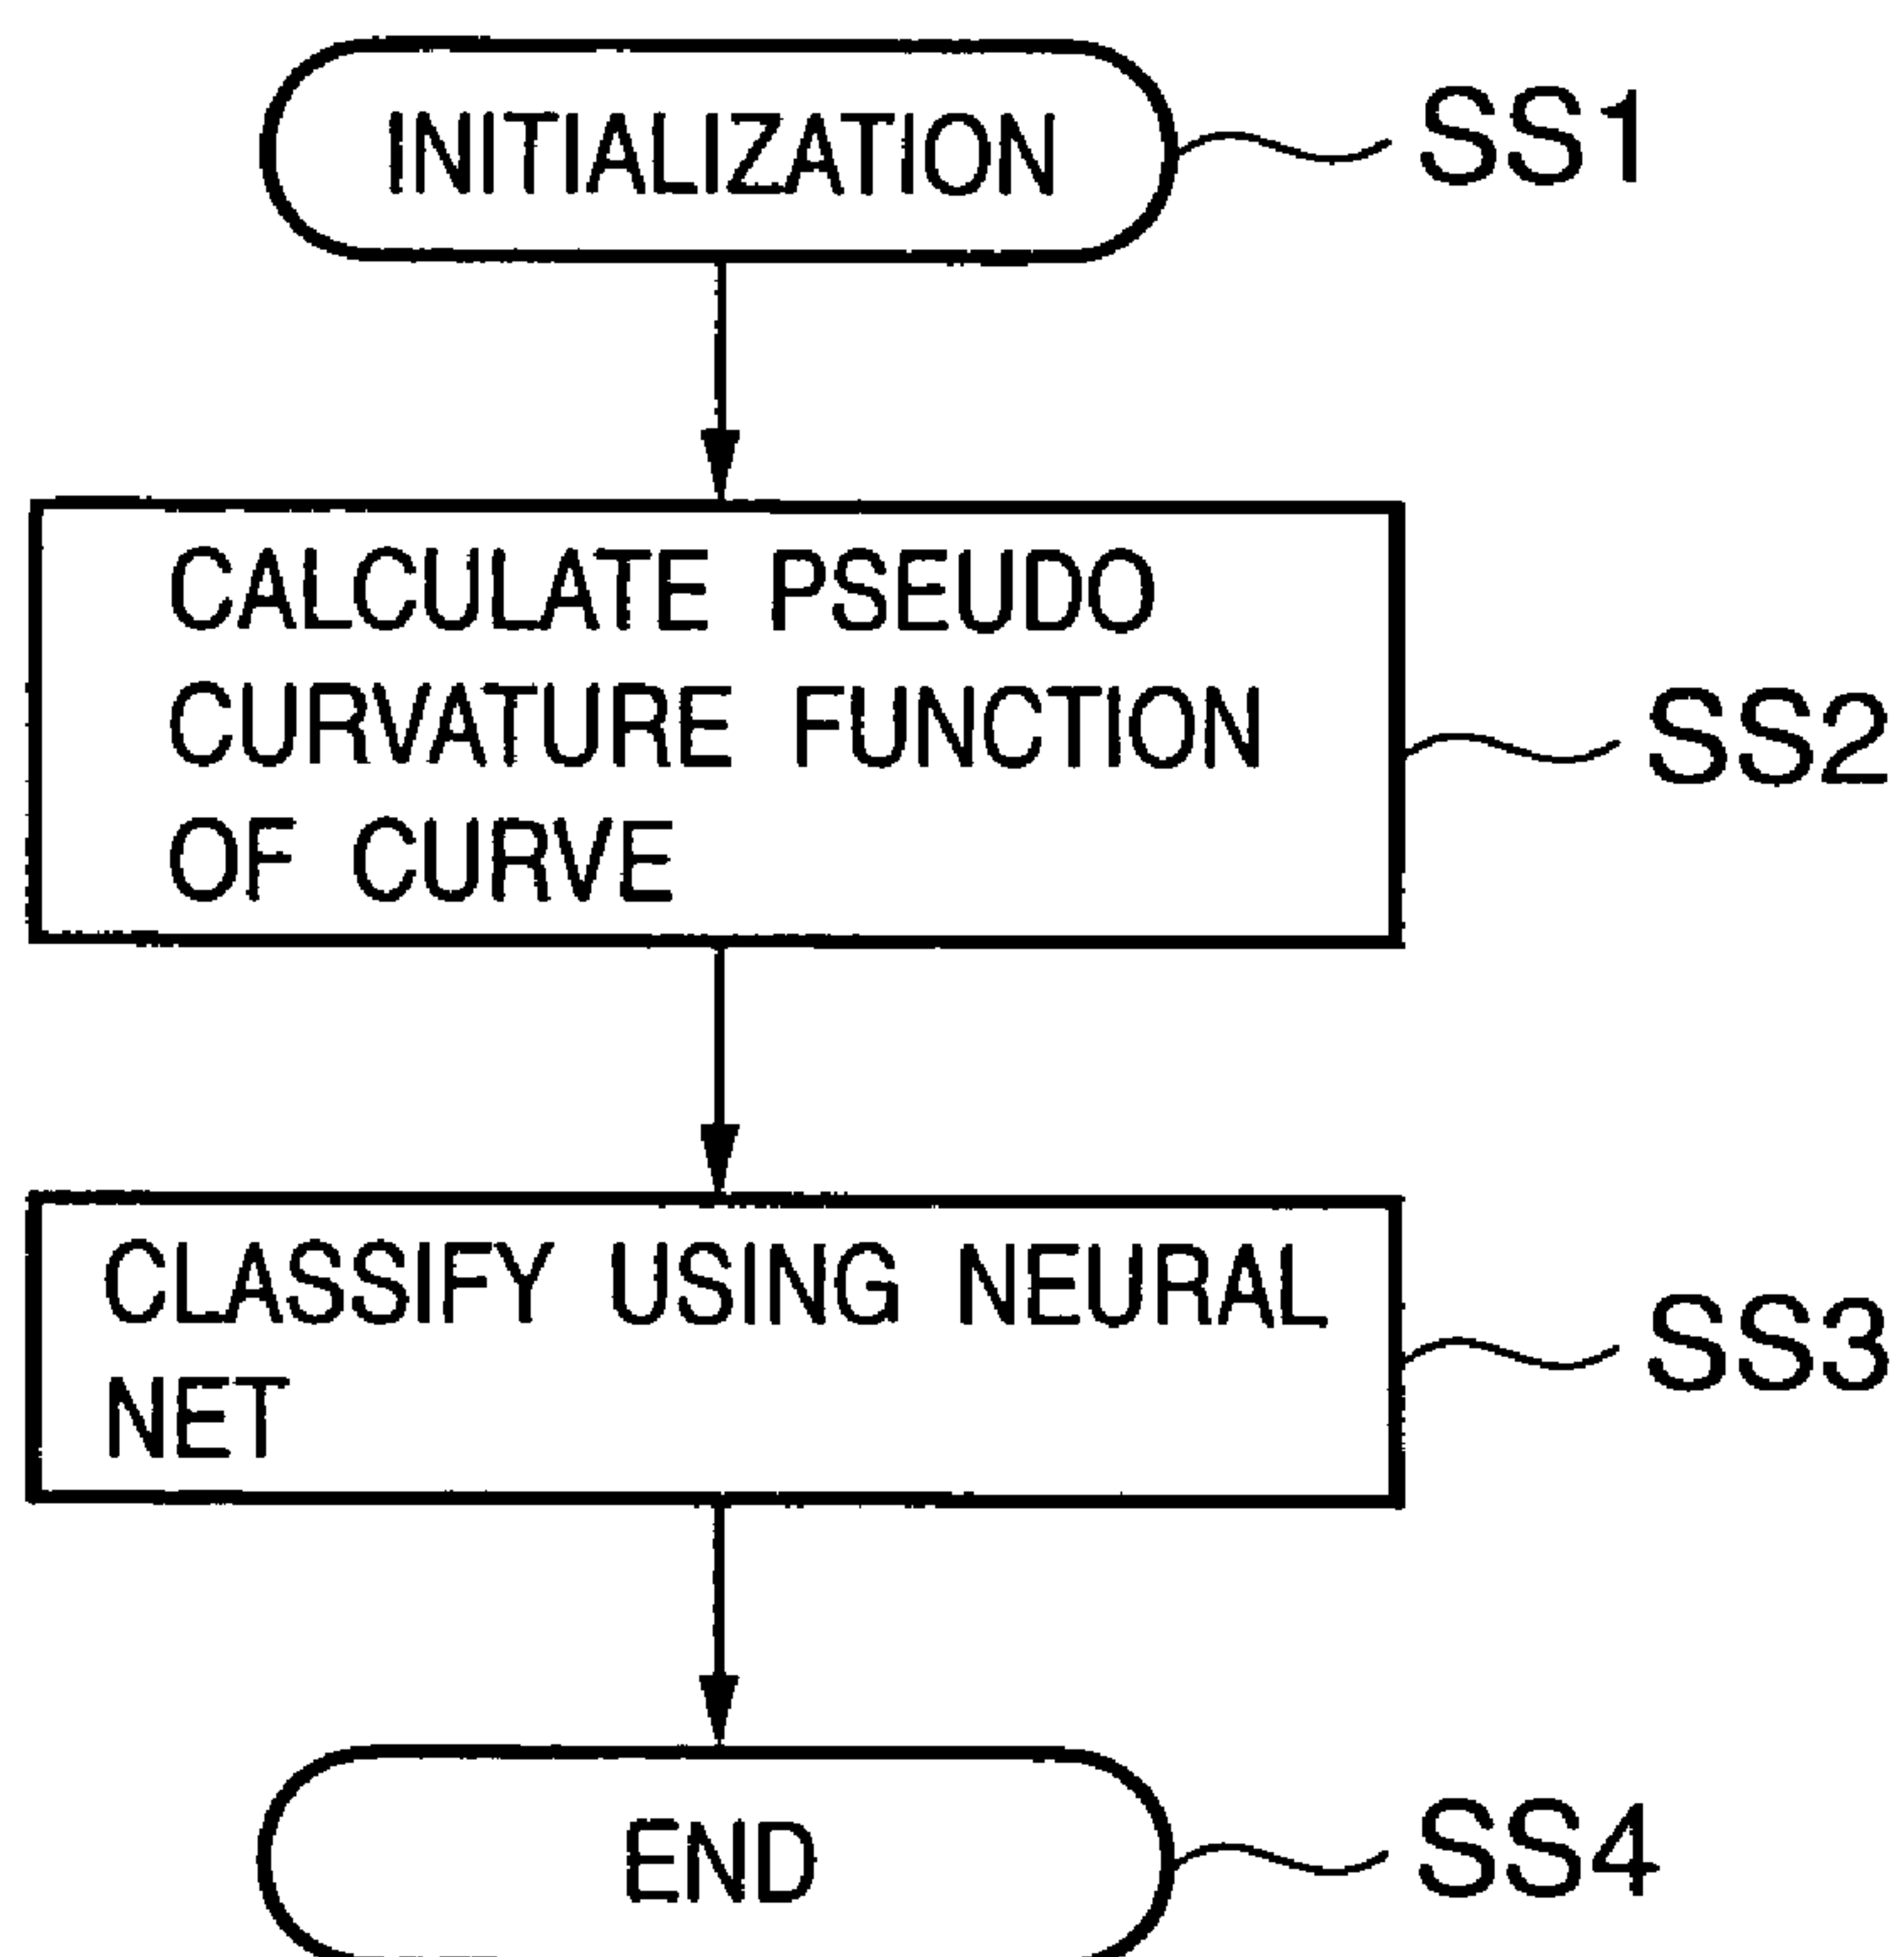 INITIALIZATION
SS1
CALCULATE PSEUDO
CURVATURE FUNCTION
OF CURVE
SS2
CLASSIFY USING NEURAL
NET
SS3
END
SS4